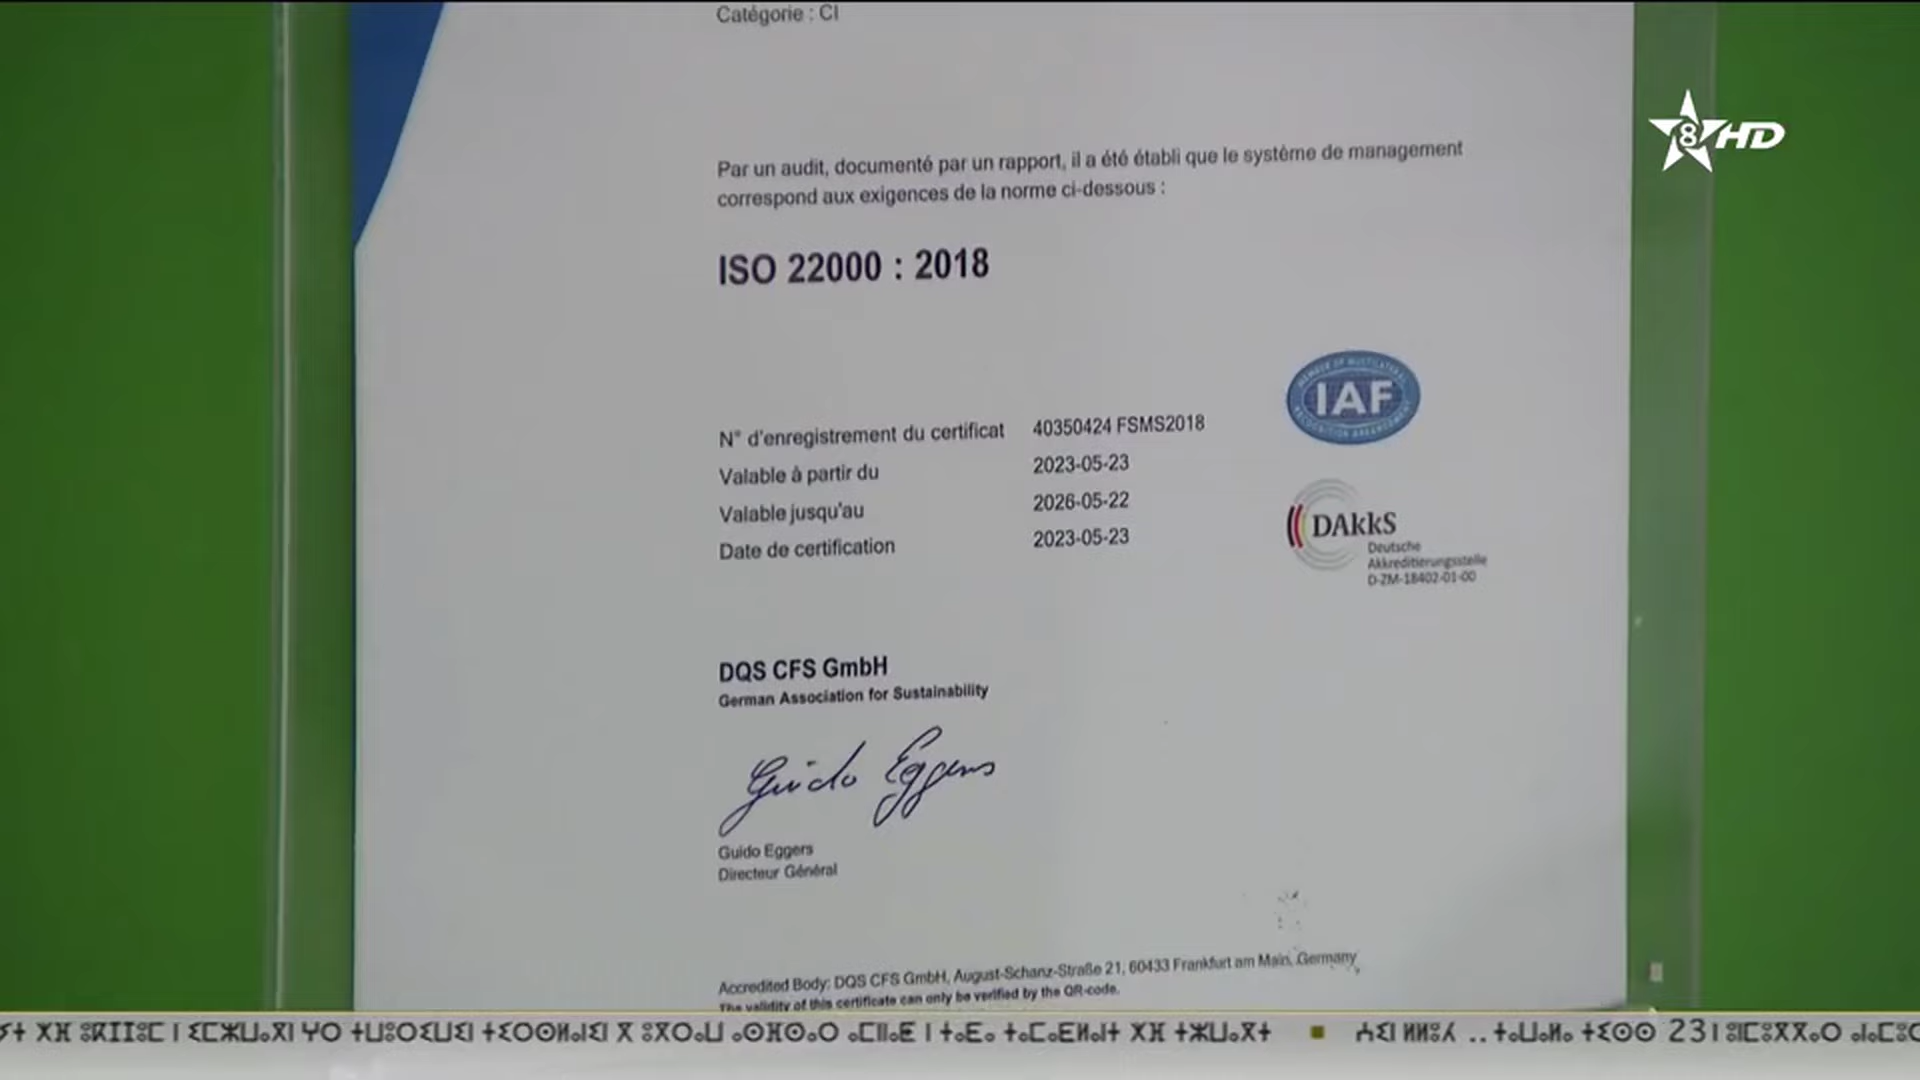 Catégorie : CI
8 HD
Par un audit, documenté par un rapport, il a été établi que le système de management
correspond aux exigences de la norme ci-dessous :
ISO 22000 : 2018
IAF
N° d'enregistrement du certificat 40350424 FSMS2018
Valable à partir du 2023-05-23
Valable jusqu'au 2026-05-22
Date de certification 2023-05-23
DAkkS
Deutsche
Akkreditierungsstelle
D-ZM-18402-01-00
DQS CFS GmbH
German Association for Sustainability
Guido Eggers
Guido Eggers
Directeur Général
Accredited Body: DQS CFS GmbH, August-Schanz-Straße 21, 60433 Frankfurt am Main, Germany
The validity of this certificate can only be verified by the QR-code.